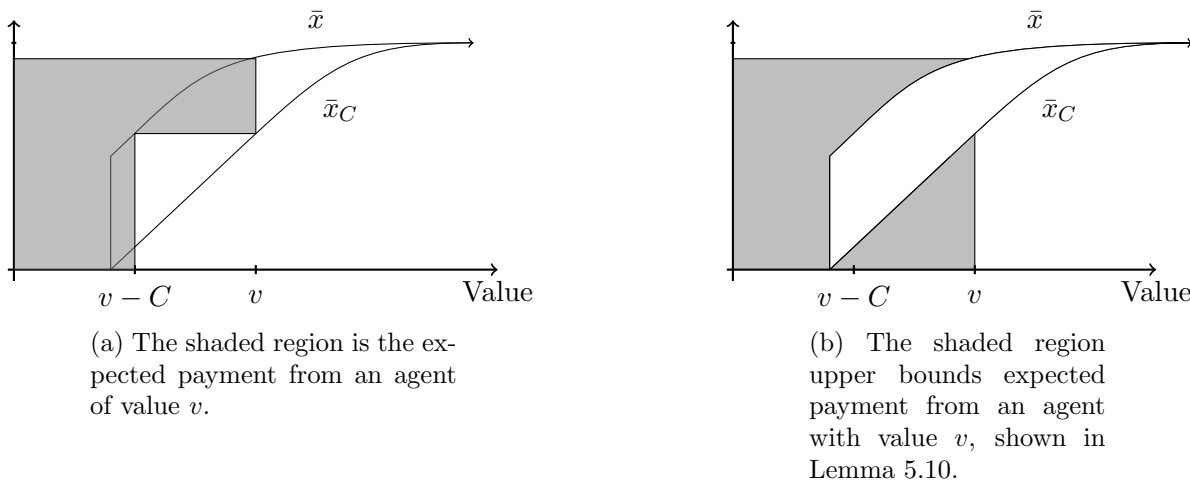 x̄
x̄_C
v − C
v
Value
(a) The shaded region is the ex-
pected payment from an agent
of value v.
x̄
x̄_C
v − C
v
Value
(b) The shaded region
upper bounds expected
payment from an agent
with value v, shown in
Lemma 5.10.